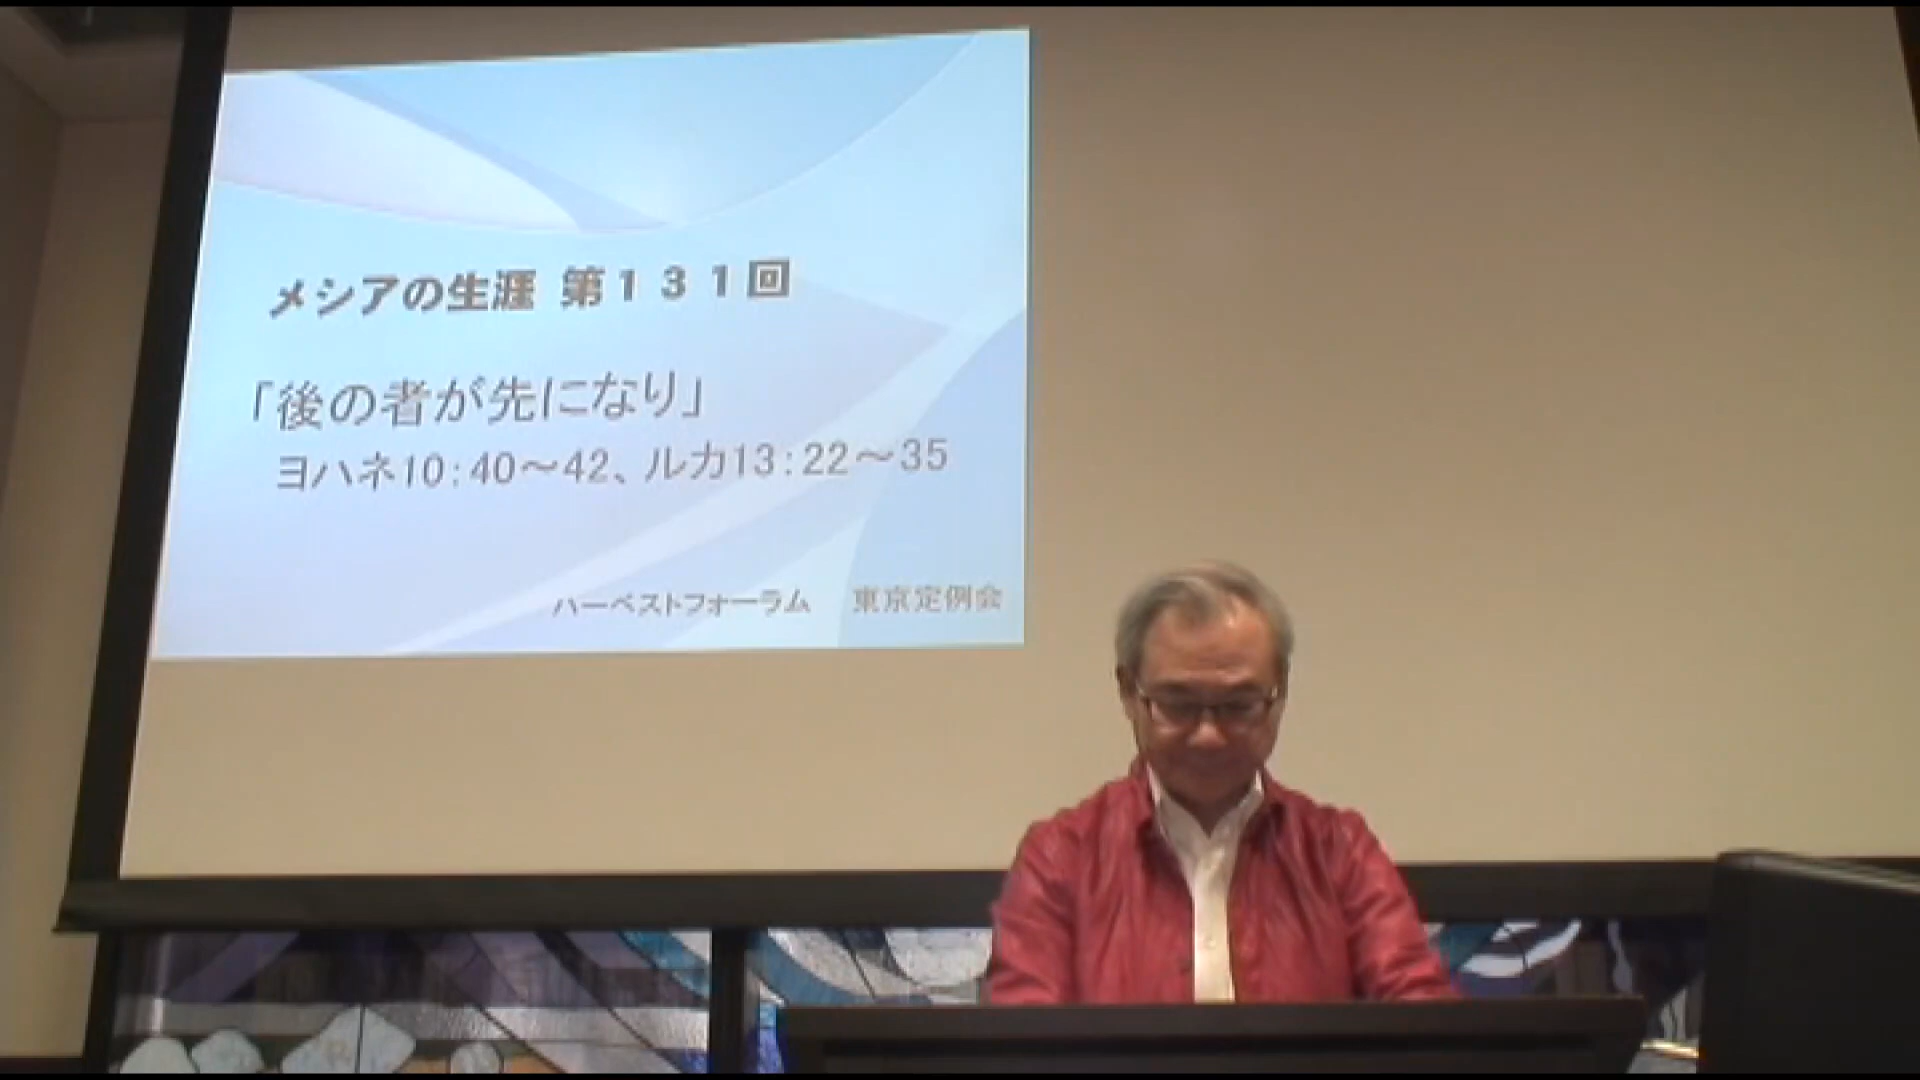 メシアの生涯 第１３１回
「後の者が先になり」
ヨハネ10：40～42、ルカ13：22～35
ハーベストフォーラム　東京定例会